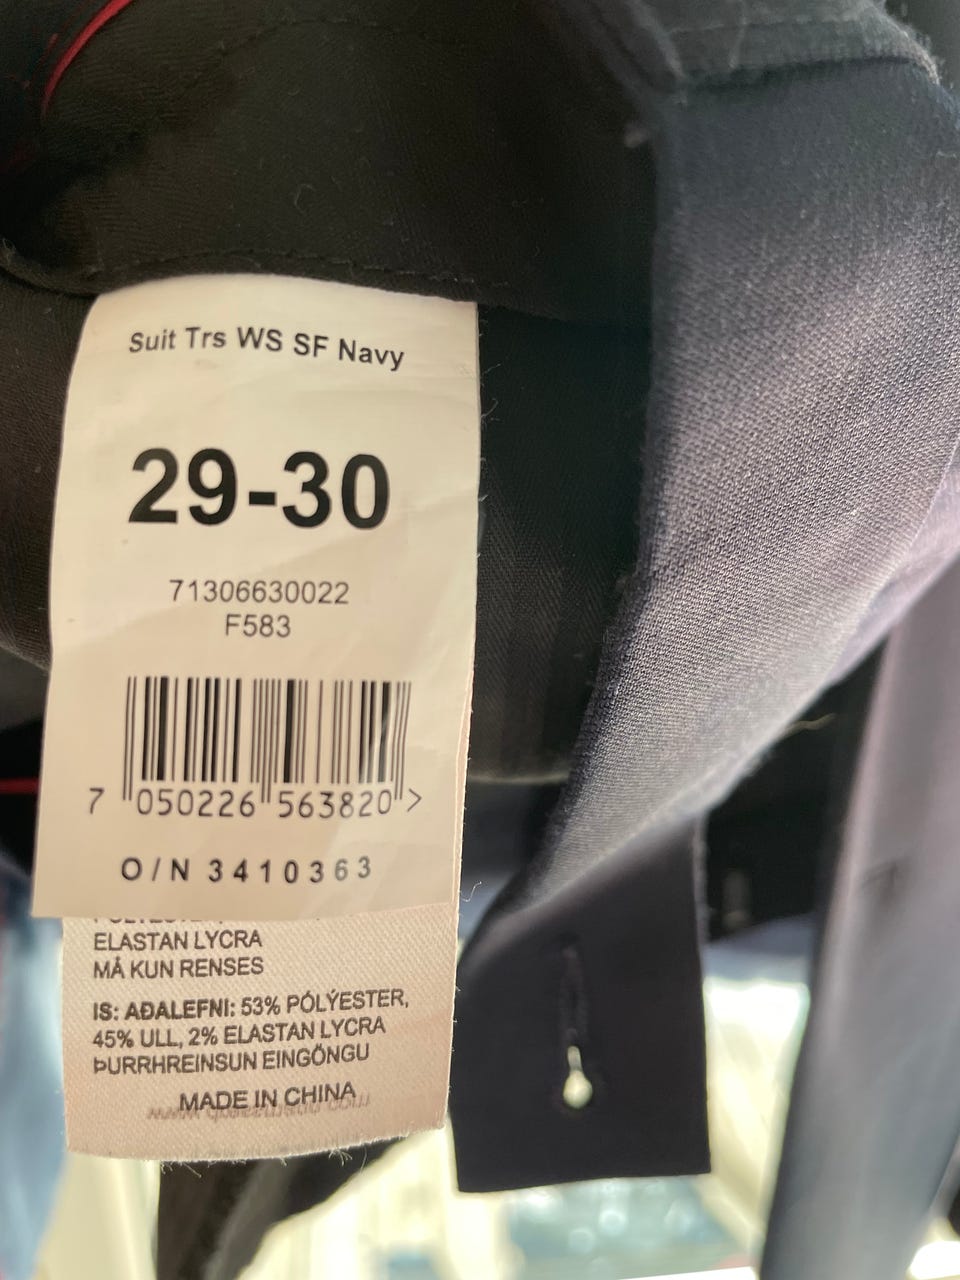 Suit Trs WS SF Navy
29-30
71306630022
F583
7 050226 563820 >
O/N 3410363
ELASTAN LYCRA
MÅ KUN RENSES
IS: AÐALEFNI: 53% PÓLÝESTER,
45% ULL, 2% ELASTAN LYCRA
ÞURRHREINSUN EINGÖNGU
MADE IN CHINA